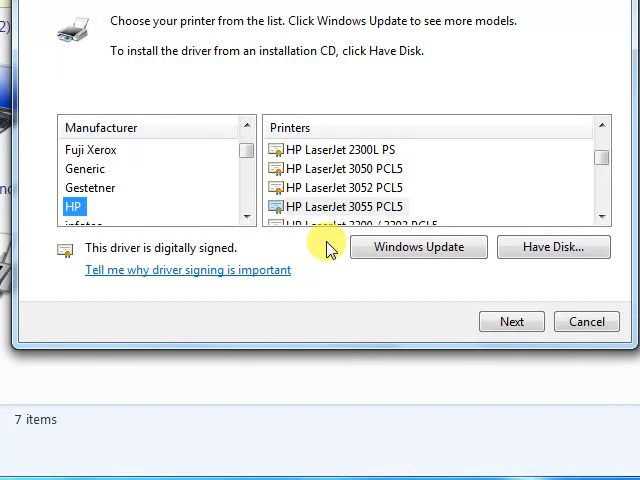 Choose your printer from the list. Click Windows Update to see more models.
To install the driver from an installation CD, click Have Disk.
Manufacturer
Fuji Xerox
Generic
Gestetner
HP
Printers
HP LaserJet 2300L PS
HP LaserJet 3050 PCL5
HP LaserJet 3052 PCL5
HP LaserJet 3055 PCL5
This driver is digitally signed.
Tell me why driver signing is important
Windows Update
Have Disk...
Next
Cancel
7 items